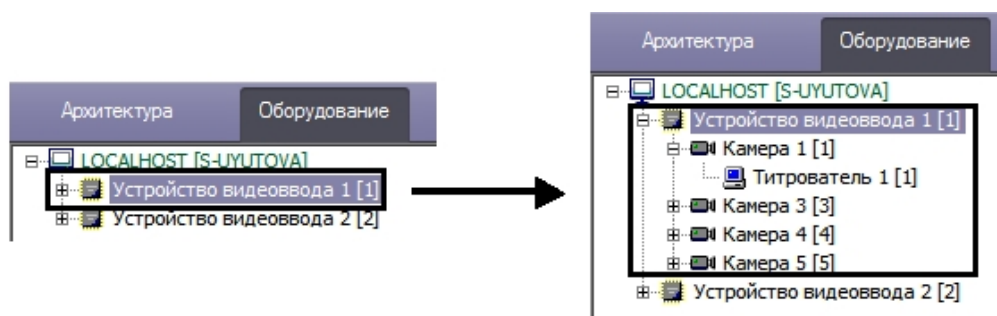 Архитектура Оборудование
LOCALHOST [S-UYUTOVA]
Устройство видеоввода 1 [1]
Устройство видеоввода 2 [2]
Архитектура Оборудование
LOCALHOST [S-UYUTOVA]
Устройство видеоввода 1 [1]
Камера 1 [1]
Титрователь 1 [1]
Камера 3 [3]
Камера 4 [4]
Камера 5 [5]
Устройство видеоввода 2 [2]